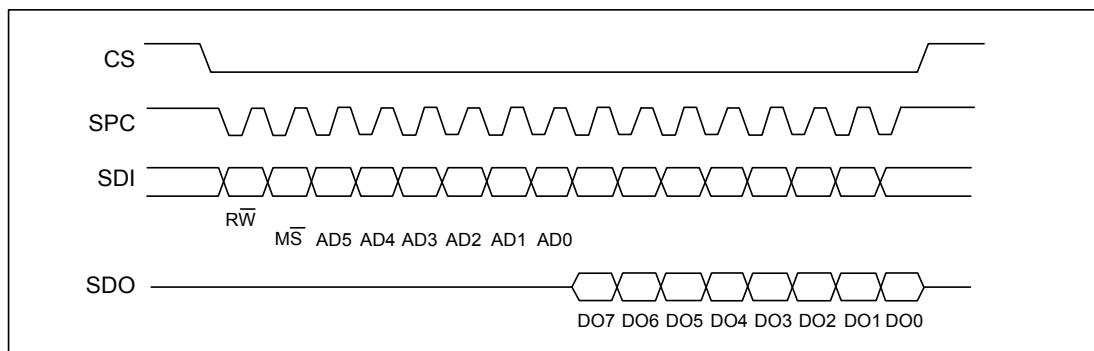 CS
SPC
SDI
RW̅
MS̅ AD5 AD4 AD3 AD2 AD1 AD0
SDO
DO7 DO6 DO5 DO4 DO3 DO2 DO1 DO0